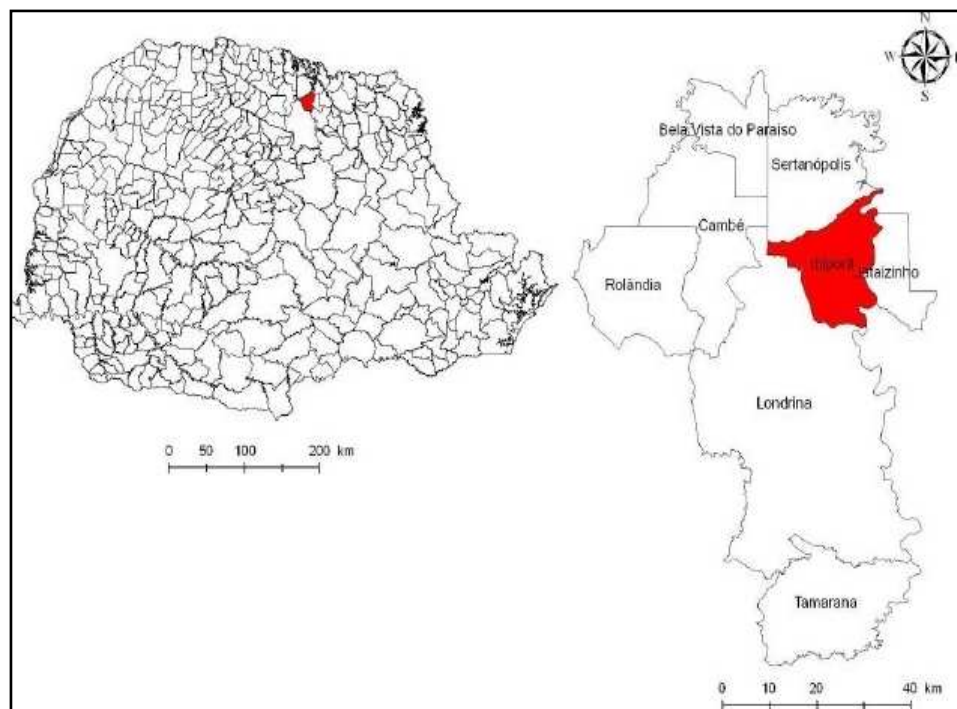 N
W
S
Bela Vista do Paraíso
Sertanópolis
Cambé
Ibiporã
Rolândia
Jataizinho
Londrina
Tamarana
0 50 100 200 km
0 10 20 40 km